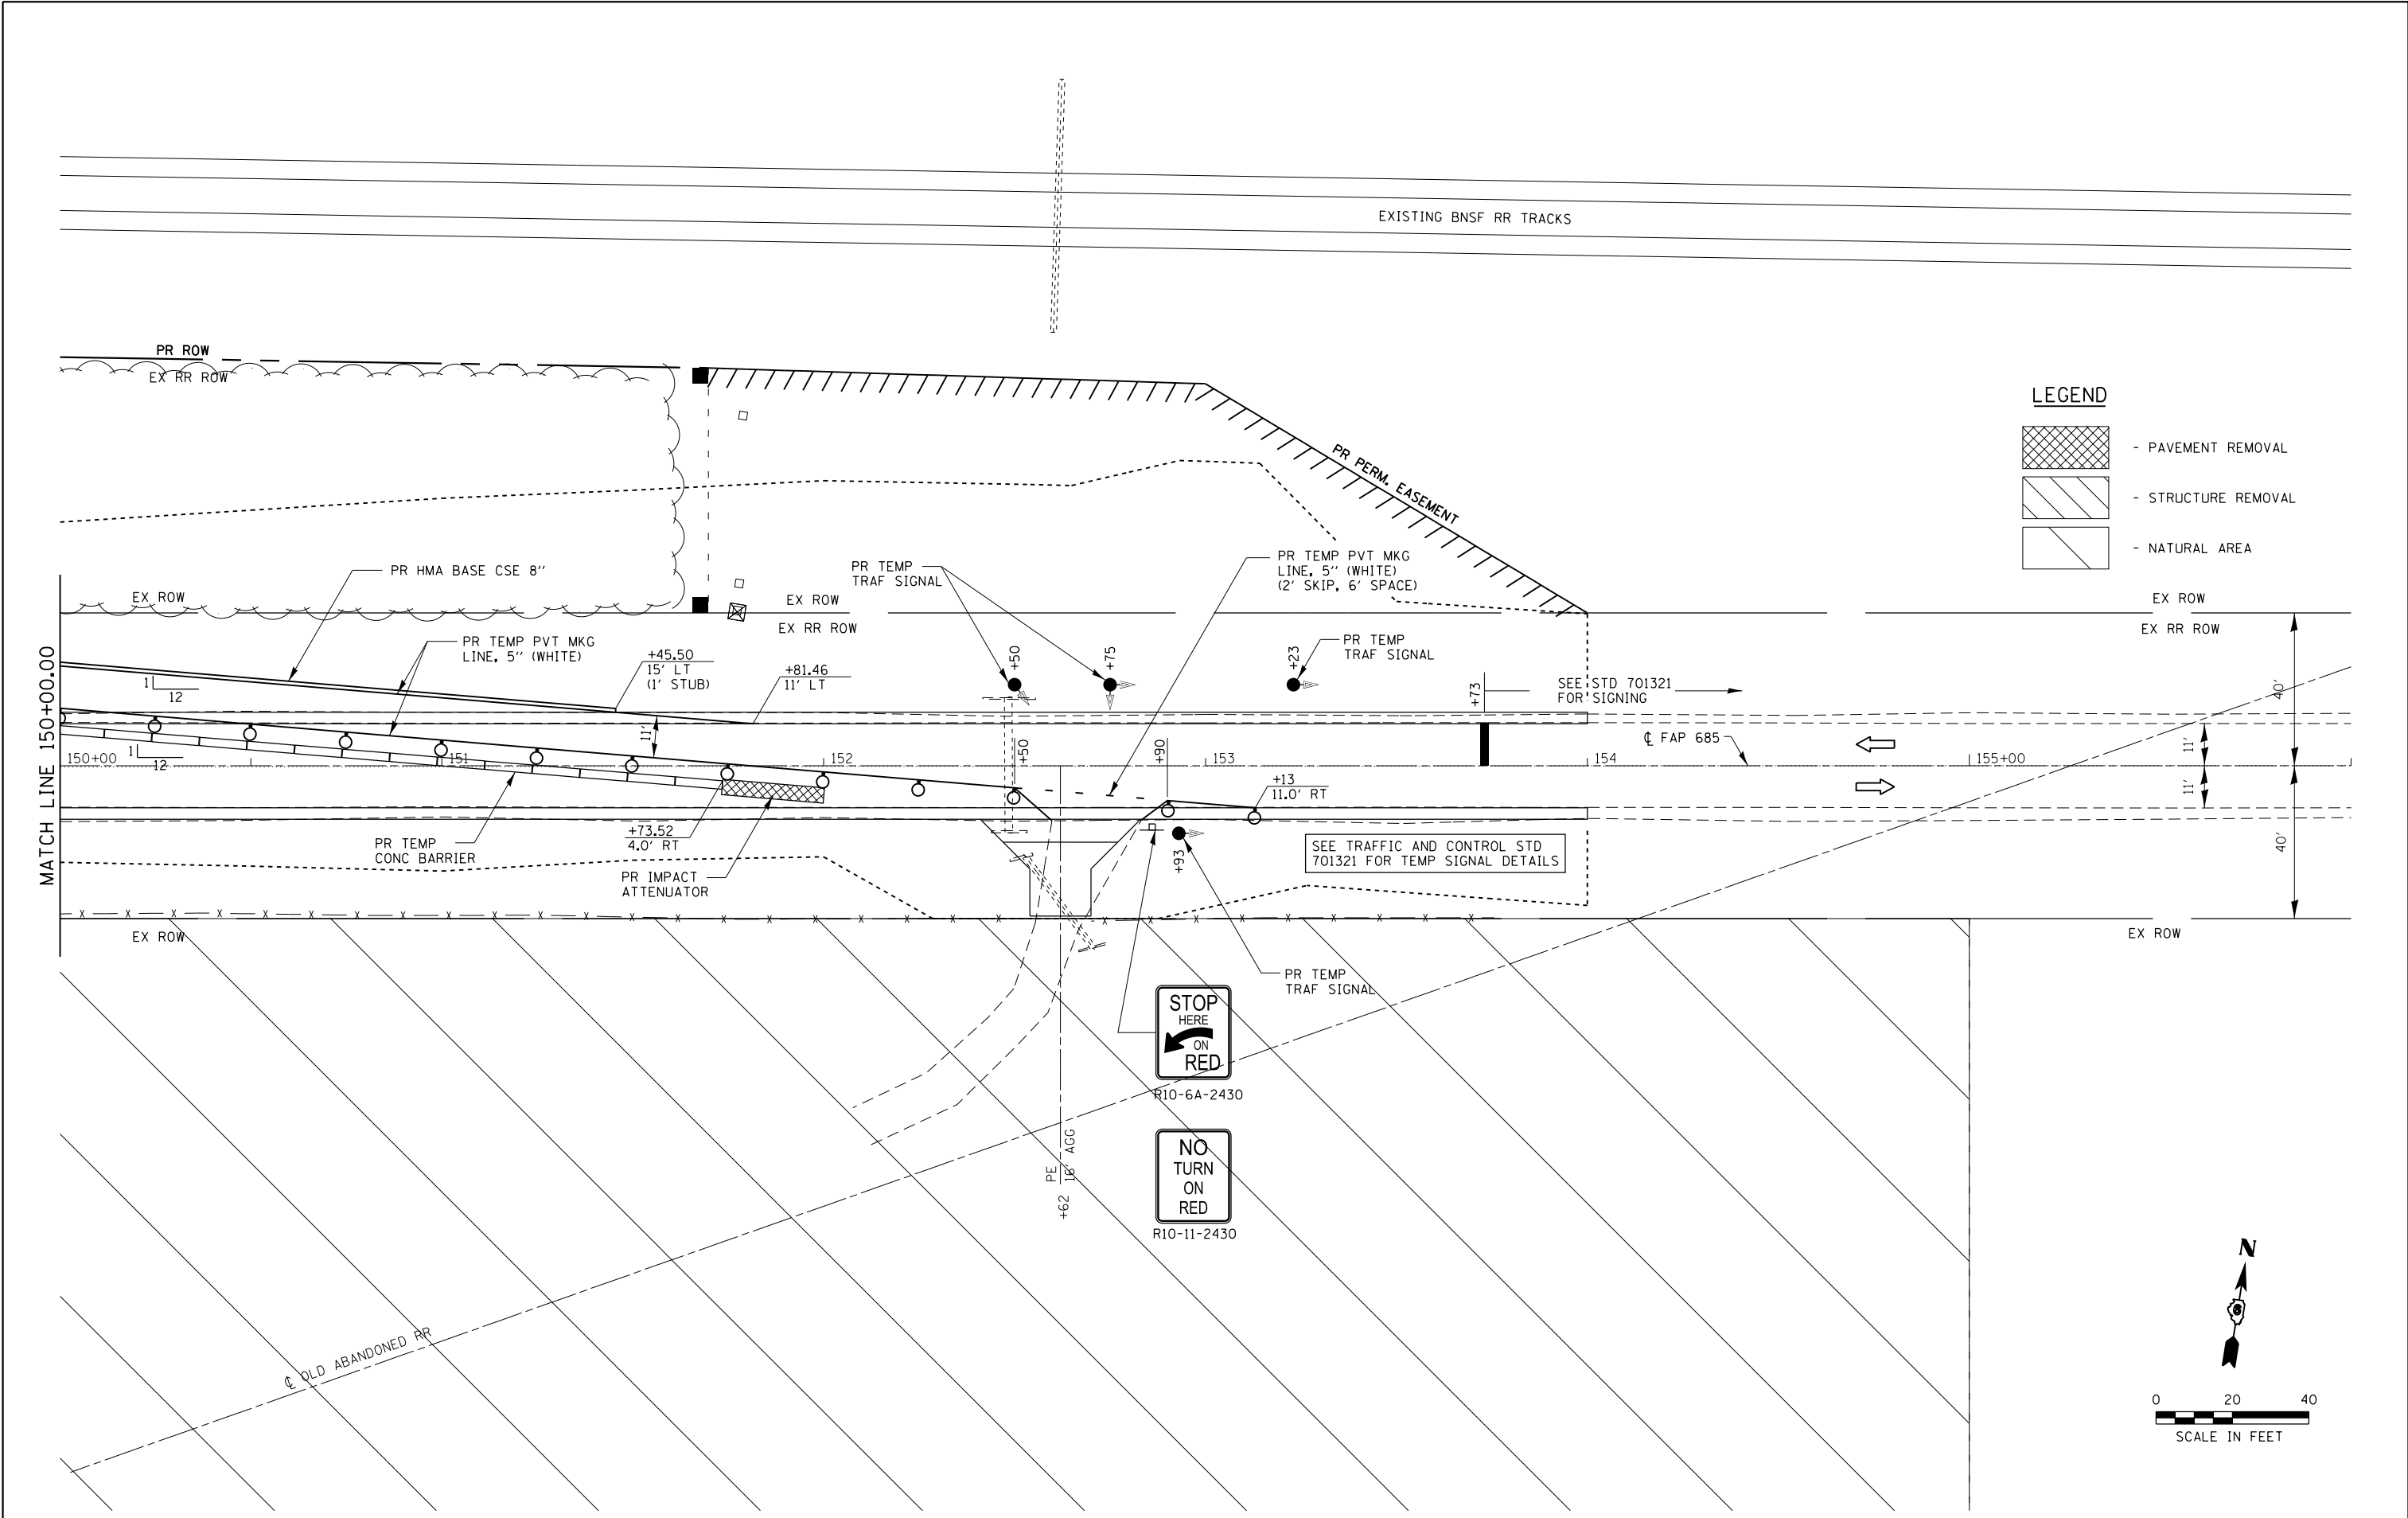 EXISTING BNSF RR TRACKS
PR ROW
EX RR ROW
PR PERM. EASEMENT
LEGEND
- PAVEMENT REMOVAL
- STRUCTURE REMOVAL
- NATURAL AREA
PR HMA BASE CSE 8''
EX ROW
PR TEMP
TRAF SIGNAL
PR TEMP PVT MKG
LINE, 5'' (WHITE)
(2' SKIP, 6' SPACE)
EX ROW
EX RR ROW
EX ROW
EX RR ROW
PR TEMP PVT MKG
LINE, 5'' (WHITE)
+45.50
15' LT
(1' STUB)
+81.46
11' LT
+50
+75
PR TEMP
TRAF SIGNAL
+23
+73
SEE STD 701321
FOR SIGNING
1
12
11'
MATCH LINE 150+00.00
150+00
1
12
151
152
+50
+90
153
154
℄ FAP 685
155+00
40'
11'
11'
40'
+13
11.0' RT
PR TEMP
CONC BARRIER
+73.52
4.0' RT
PR IMPACT
ATTENUATOR
+93
SEE TRAFFIC AND CONTROL STD
701321 FOR TEMP SIGNAL DETAILS
EX ROW
EX ROW
PR TEMP
TRAF SIGNAL
STOP
HERE
ON
RED
R10-6A-2430
NO
TURN
ON
RED
R10-11-2430
PE
16' AGG
+62
℄ OLD ABANDONED RR
N
6
0 20 40
SCALE IN FEET